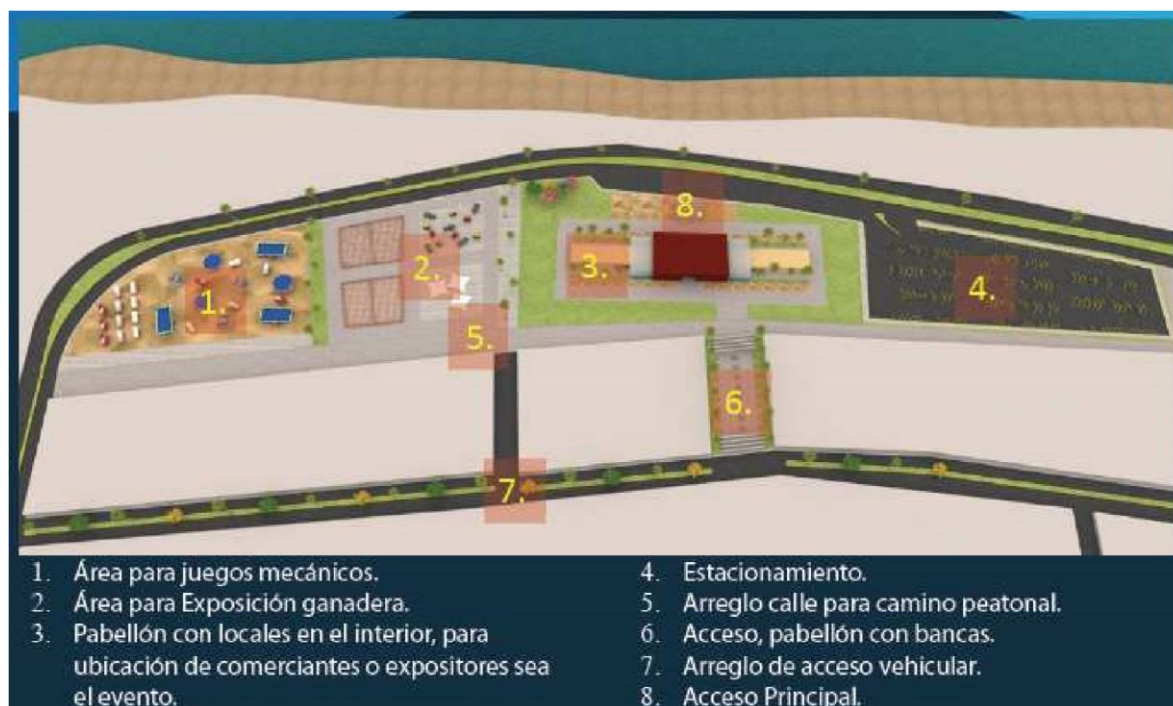 8.
3.
2.
4.
1.
5.
6.
7.
1. Área para juegos mecánicos.
2. Área para Exposición ganadera.
3. Pabellón con locales en el interior, para
ubicación de comerciantes o expositores sea
el evento.
4. Estacionamiento.
5. Arreglo calle para camino peatonal.
6. Acceso, pabellón con bancas.
7. Arreglo de acceso vehicular.
8. Acceso Principal.